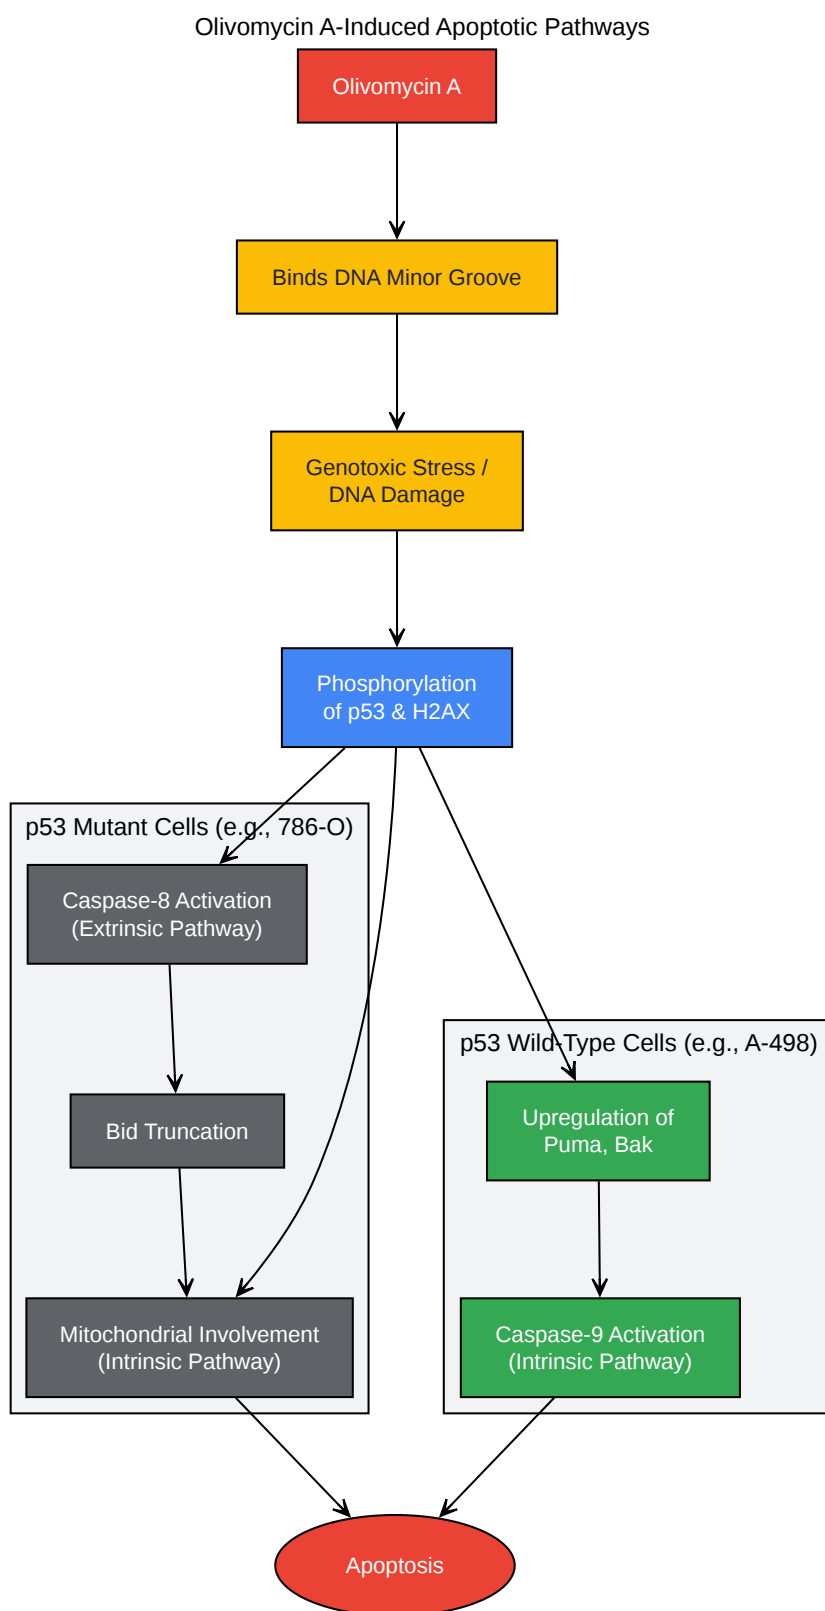 Olivomycin A-Induced Apoptotic Pathways
Olivomycin A
Binds DNA Minor Groove
Genotoxic Stress /
DNA Damage
Phosphorylation
of p53 & H2AX
p53 Mutant Cells (e.g., 786-O)
Caspase-8 Activation
(Extrinsic Pathway)
Bid Truncation
Mitochondrial Involvement
(Intrinsic Pathway)
p53 Wild-Type Cells (e.g., A-498)
Upregulation of
Puma, Bak
Caspase-9 Activation
(Intrinsic Pathway)
Apoptosis